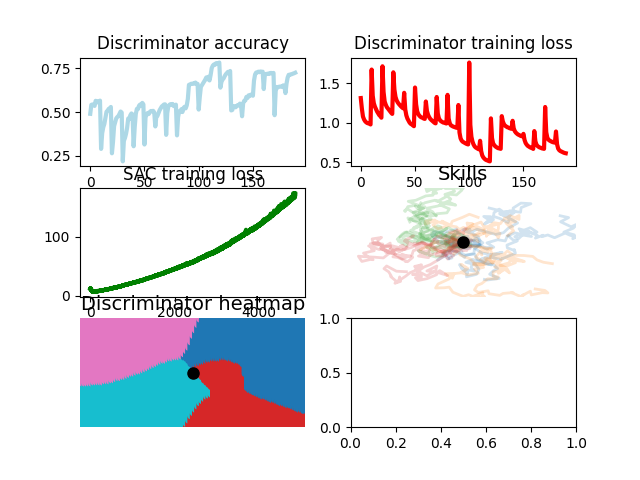 Discriminator accuracy
0.75
0.50
0.25
0 50 100 150
Discriminator training loss
1.5
1.0
0.5
0 50 100 150
SAC training loss
100
0
0 2000 4000
Skills
Discriminator heatmap
1.0
0.5
0.0
0.0 0.2 0.4 0.6 0.8 1.0